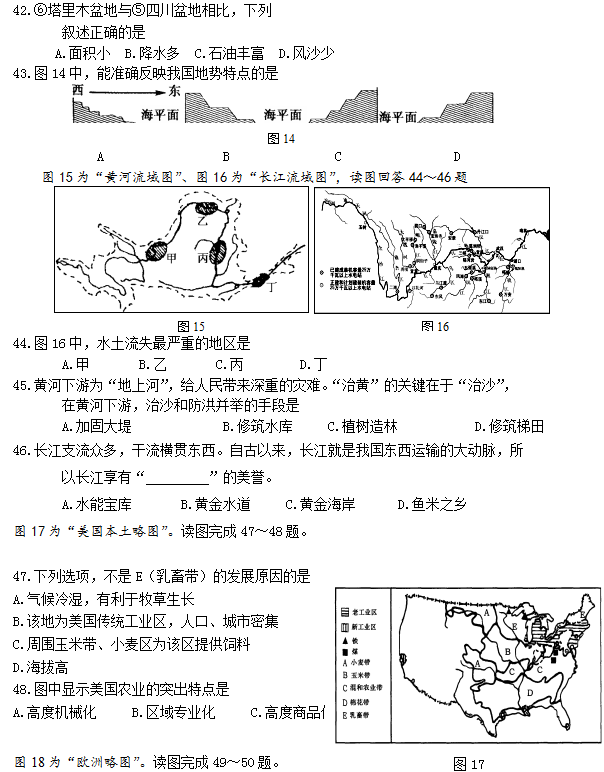 42.⑥塔里木盆地与⑤四川盆地相比，下列
叙述正确的是
A.面积小 B.降水多 C.石油丰富 D.风沙少
43.图14中，能准确反映我国地势特点的是
西 东
海平面 海平面 海平面 海平面
图14
A B C D
图15为“黄河流域图”、图16为“长江流域图”，读图回答44～46题
乙
甲 丙
丁
图15 图16
44.图16中，水土流失最严重的地区是
A.甲 B.乙 C.丙 D.丁
45.黄河下游为“地上河”，给人民带来深重的灾难。“治黄”的关键在于“治沙”，
在黄河下游，治沙和防洪并举的手段是
A.加固大堤 B.修筑水库 C.植树造林 D.修筑梯田
46.长江支流众多，干流横贯东西。自古以来，长江就是我国东西运输的大动脉，所
以长江享有“_________”的美誉。
A.水能宝库 B.黄金水道 C.黄金海岸 D.鱼米之乡
图17为“美国本土略图”。读图完成47～48题。
47.下列选项，不是E（乳畜带）的发展原因的是
A.气候冷湿，有利于牧草生长
B.该地为美国传统工业区，人口、城市密集
C.周围玉米带、小麦区为该区提供饲料
D.海拔高
48.图中显示美国农业的突出特点是
A.高度机械化 B.区域专业化 C.高度商品
老工业区
新工业区
铁
煤
A 小麦带
B 玉米带
C 混和农业带
D 棉花带
E 乳畜带
A
E E
B
A C
D
图17
图18为“欧洲略图”。读图完成49～50题。